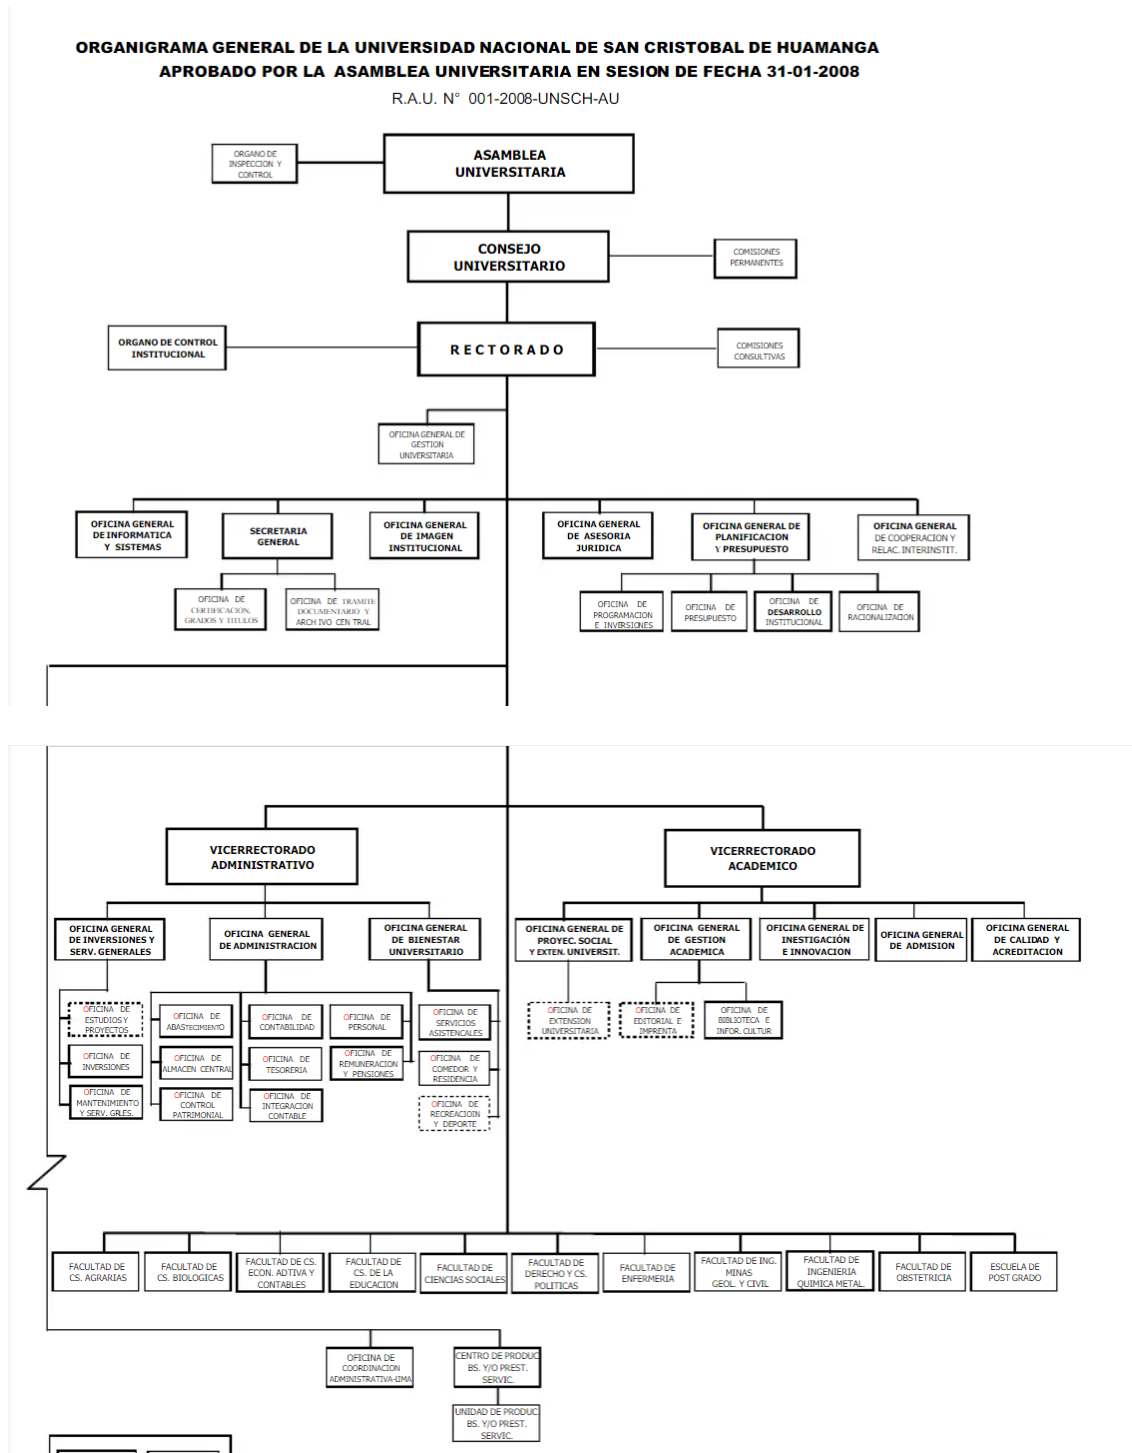 ORGANIGRAMA GENERAL DE LA UNIVERSIDAD NACIONAL DE SAN CRISTOBAL DE HUAMANGA
APROBADO POR LA ASAMBLEA UNIVERSITARIA EN SESION DE FECHA 31-01-2008
R.A.U. N° 001-2008-UNSCH-AU
ORGANO DE
INSPECCION Y
CONTROL
ASAMBLEA
UNIVERSITARIA
CONSEJO
UNIVERSITARIO
COMISIONES
PERMANENTES
ORGANO DE CONTROL
INSTITUCIONAL
RECTORADO
COMISIONES
CONSULTIVAS
OFICINA GENERAL DE
GESTION
UNIVERSITARIA
OFICINA GENERAL
DE INFORMATICA
Y SISTEMAS
SECRETARIA
GENERAL
OFICINA GENERAL
DE IMAGEN
INSTITUCIONAL
OFICINA GENERAL
DE ASESORIA
JURIDICA
OFICINA GENERAL DE
PLANIFICACION
Y PRESUPUESTO
OFICINA GENERAL
DE COOPERACION Y
RELAC. INTERINSTIT.
OFICINA DE
CERTIFICACION,
GRADOS Y TITULOS
OFICINA DE TRAMITE
DOCUMENTARIO Y
ARCH IVO CEN TRAL
OFICINA DE
PROGRAMACION
E INVERSIONES
OFICINA DE
PRESUPUESTO
OFICINA DE
DESARROLLO
INSTITUCIONAL
OFICINA DE
RACIONALIZACION
VICERRECTORADO
ADMINISTRATIVO
VICERRECTORADO
ACADEMICO
OFICINA GENERAL
DE INVERSIONES Y
SERV. GENERALES
OFICINA GENERAL
DE ADMINISTRACION
OFICINA GENERAL
DE BIENESTAR
UNIVERSITARIO
OFICINA GENERAL DE
PROYEC. SOCIAL
Y EXTEN. UNIVERSIT.
OFICINA GENERAL
DE GESTION
ACADEMICA
OFICINA GENERAL DE
INESTIGACIÓN
E INNOVACION
OFICINA GENERAL
DE ADMISION
OFICINA GENERAL
DE CALIDAD Y
ACREDITACION
OFICINA DE
ESTUDIOS Y
PROYECTOS
OFICINA DE
ABASTECIMIENTO
OFICINA DE
CONTABILIDAD
OFICINA DE
PERSONAL
OFICINA DE
SERVICIOS
ASISTENCALES
OFICINA DE
EXTENSION
UNIVERSITARIA
OFICINA DE
EDITORIAL E
IMPRENTA
OFICINA DE
BIBLIOTECA E
INFOR. CULTUR
OFICINA DE
INVERSIONES
OFICINA DE
ALMACEN CENTRAL
OFICINA DE
TESORERIA
OFICINA DE
REMUNERACION
Y PENSIONES
OFICINA DE
COMEDOR Y
RESIDENCIA
OFICINA DE
MANTENIMIENTO
Y SERV. GRLES.
OFICINA DE
CONTROL
PATRIMONIAL
OFICINA DE
INTEGRACION
CONTABLE
OFICINA DE
RECREACIOIN
Y DEPORTE
FACULTAD DE
CS. AGRARIAS
FACULTAD DE
CS. BIOLOGICAS
FACULTAD DE CS.
ECON. ADTIVA Y
CONTABLES
FACULTAD DE
CS. DE LA
EDUCACION
FACULTAD DE
CIENCIAS SOCIALES
FACULTAD DE
DERECHO Y CS.
POLITICAS
FACULTAD DE
ENFERMERIA
FACULTAD DE ING.
MINAS
GEOL. Y CIVIL
FACULTAD DE
INGENIERIA
QUIMICA METAL.
FACULTAD DE
OBSTETRICIA
ESCUELA DE
POST GRADO
OFICINA DE
COORDINACION
ADMINISTRATIVA-LIMA
CENTRO DE PRODUC
BS. Y/O PREST.
SERVIC.
UNIDAD DE PRODUC.
BS. Y/O PREST.
SERVIC.